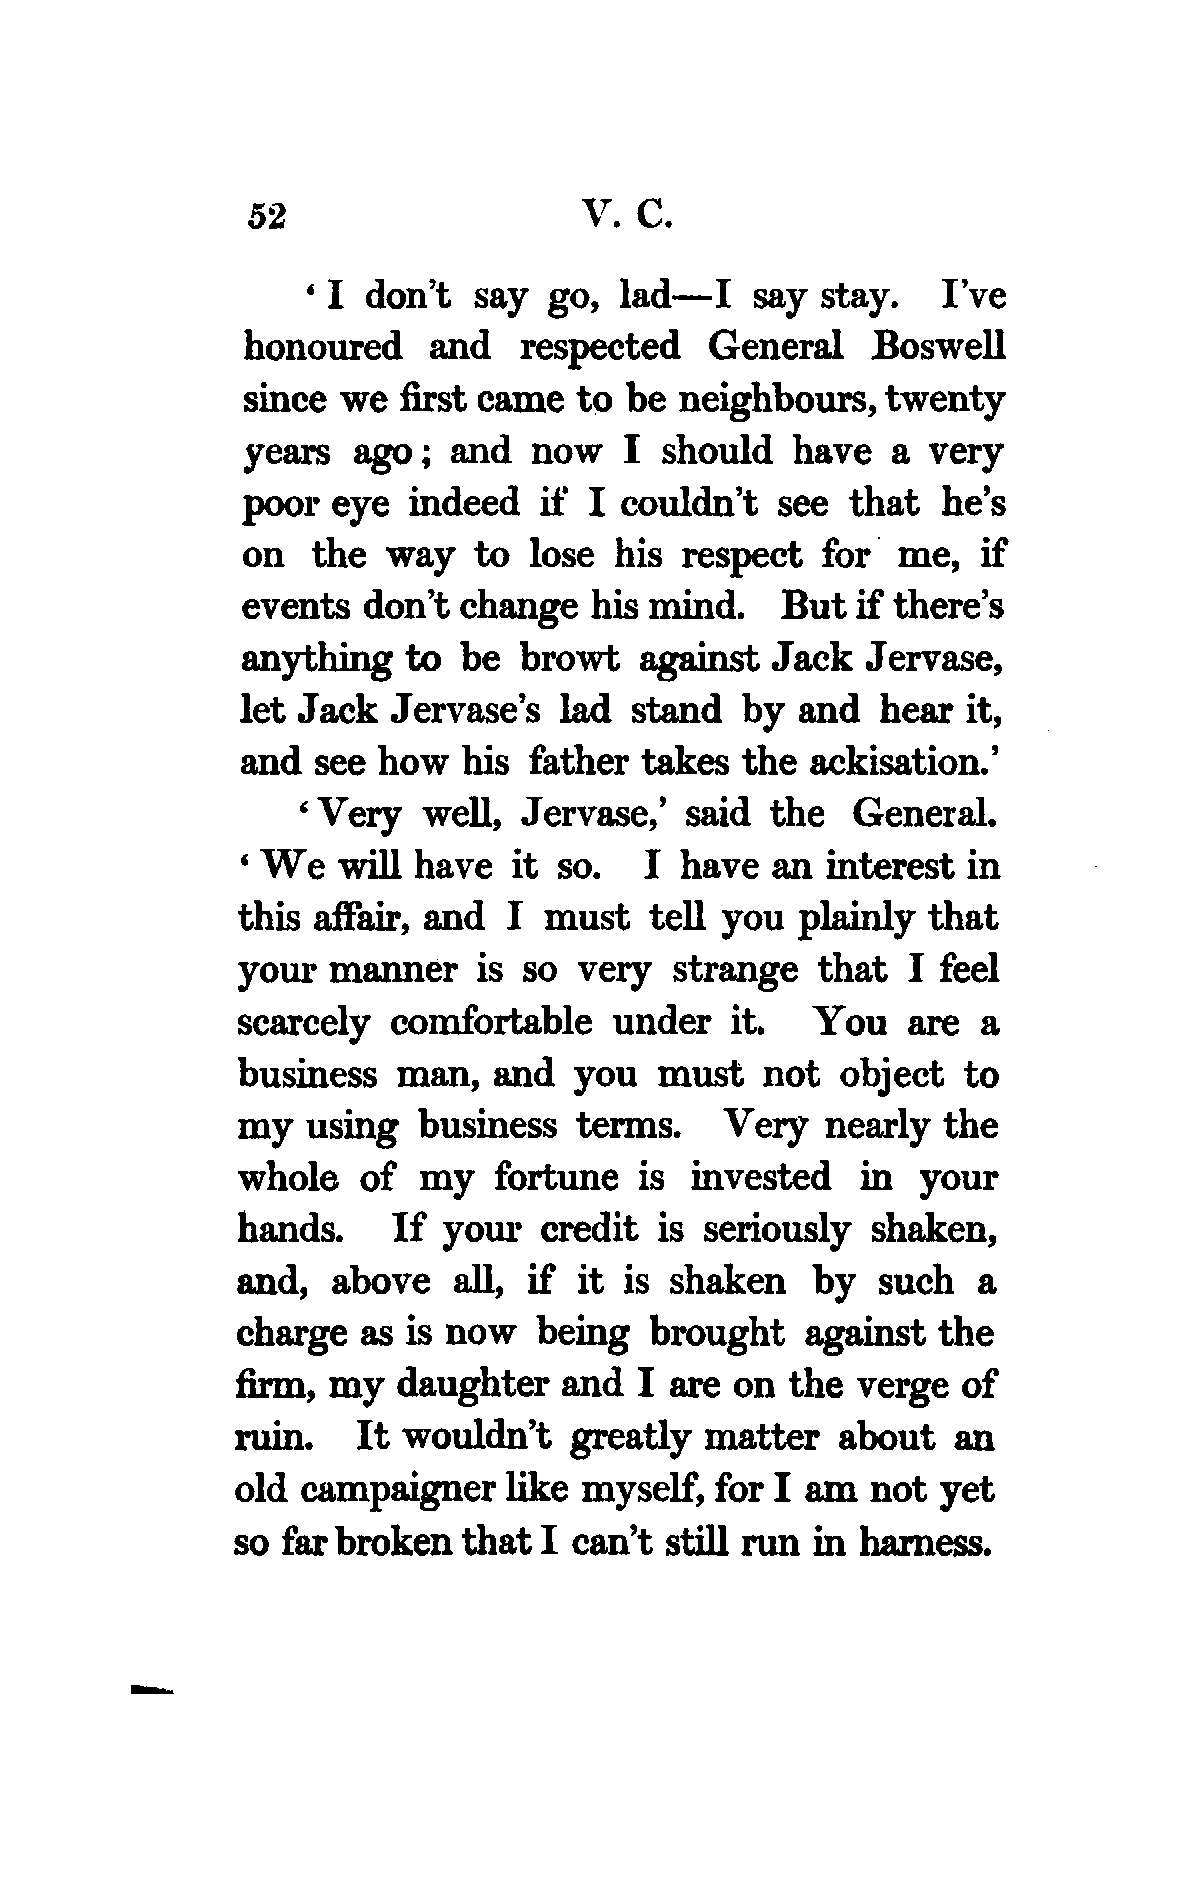 52 V. C.
‘ I don't say go, lad—I say stay. I've
honoured and respected General Boswell
since we first came to be neighbours, twenty
years ago ; and now I should have a very
poor eye indeed if I couldn't see that he's
on the way to lose his respect for me, if
events don't change his mind. But if there's
anything to be browt against Jack Jervase,
let Jack Jervase's lad stand by and hear it,
and see how his father takes the ackisation.’
‘ Very well, Jervase,’ said the General.
‘ We will have it so. I have an interest in
this affair, and I must tell you plainly that
your manner is so very strange that I feel
scarcely comfortable under it. You are a
business man, and you must not object to
my using business terms. Very nearly the
whole of my fortune is invested in your
hands. If your credit is seriously shaken,
and, above all, if it is shaken by such a
charge as is now being brought against the
firm, my daughter and I are on the verge of
ruin. It wouldn't greatly matter about an
old campaigner like myself, for I am not yet
so far broken that I can't still run in harness.